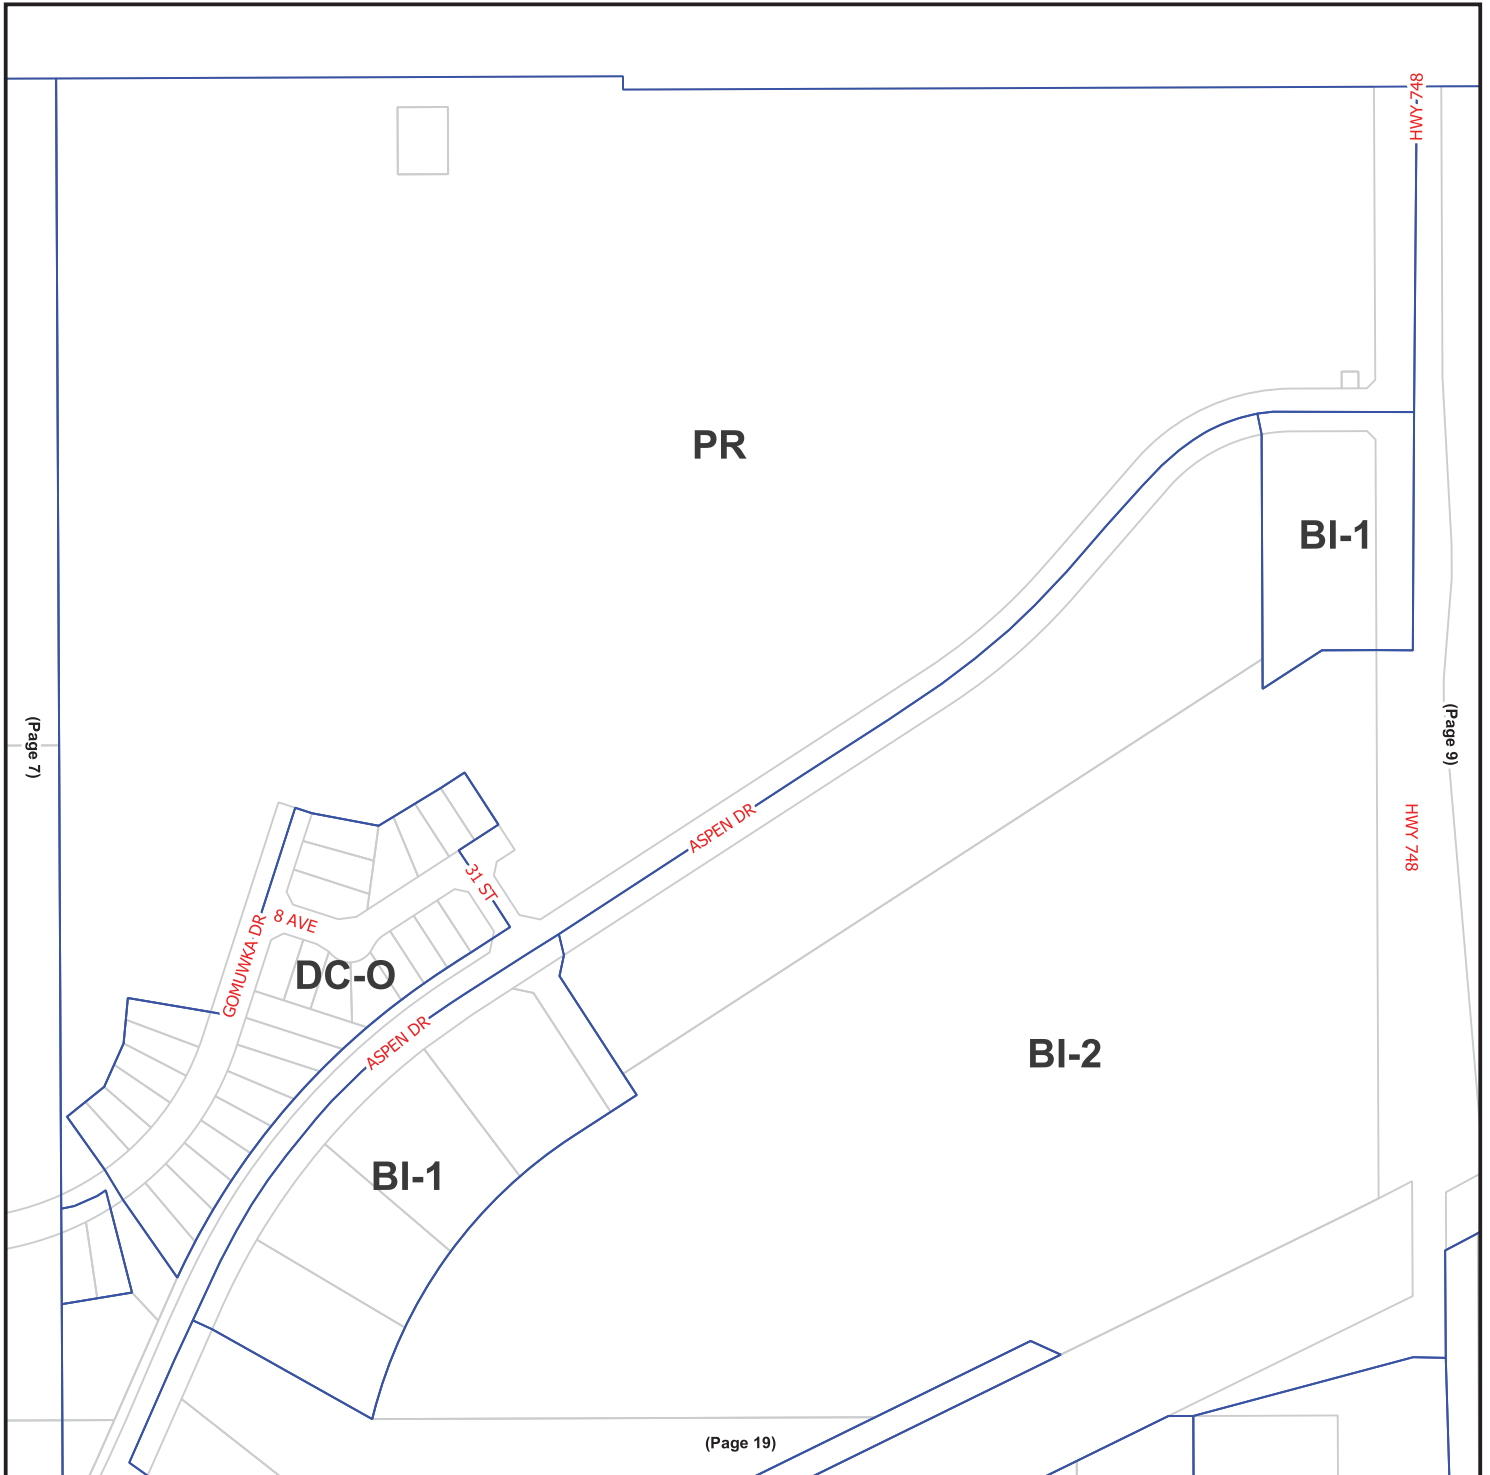 HWY 748
PR
BI-1
(Page 7)
(Page 9)
ASPEN DR
HWY 748
31 ST
8 AVE
GOMUWKA DR
DC-O
ASPEN DR
BI-2
BI-1
(Page 19)